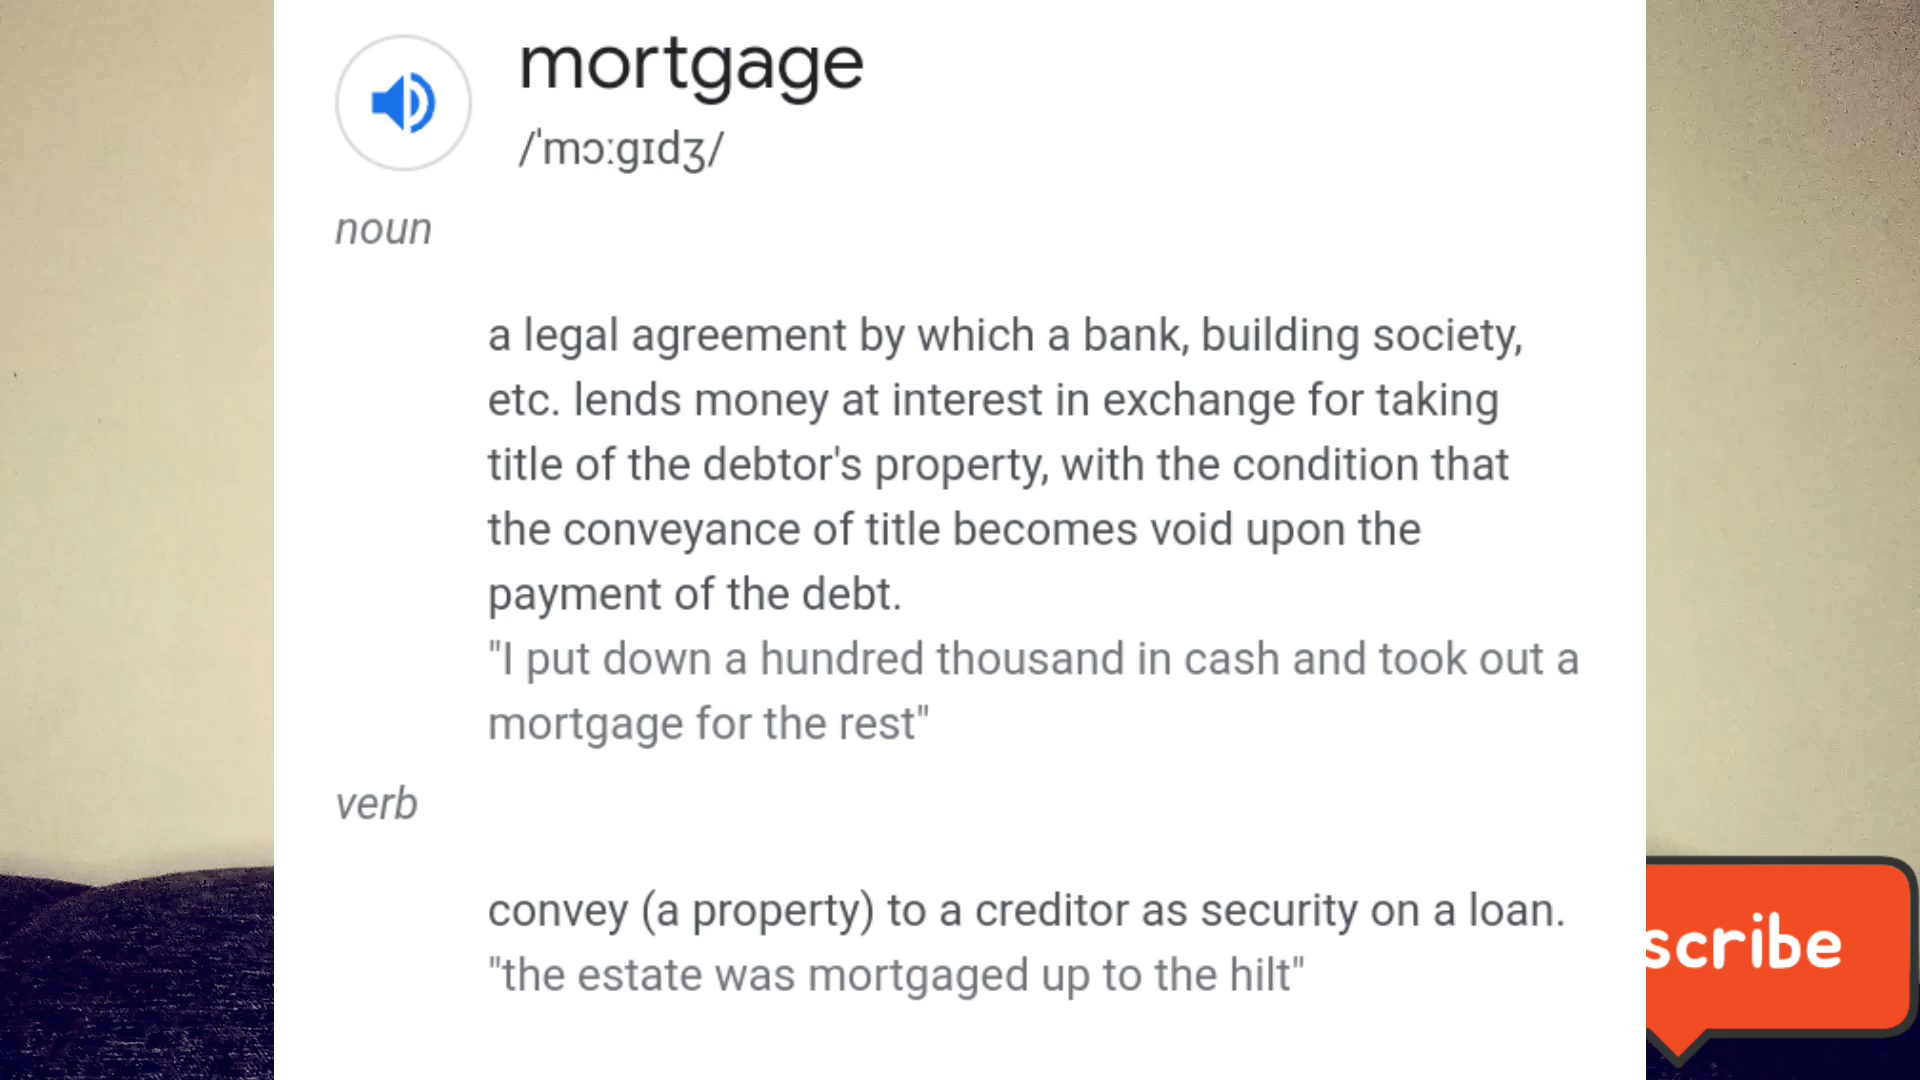 mortgage
/ˈmɔːɡɪdʒ/
noun
a legal agreement by which a bank, building society,
etc. lends money at interest in exchange for taking
title of the debtor's property, with the condition that
the conveyance of title becomes void upon the
payment of the debt.
"I put down a hundred thousand in cash and took out a
mortgage for the rest"
verb
convey (a property) to a creditor as security on a loan.
"the estate was mortgaged up to the hilt"
scribe